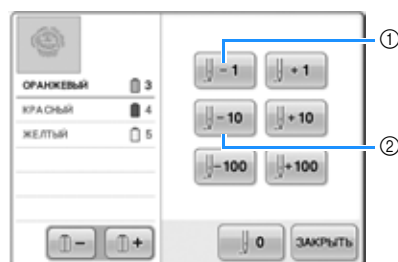 ①
- 1
+ 1
ОРАНЖЕВЫЙ 3
КРАСНЫЙ 4
- 10
+ 10
ЖЕЛТЫЙ 5
②
-100
+100
- +
0
ЗАКРЫТЬ